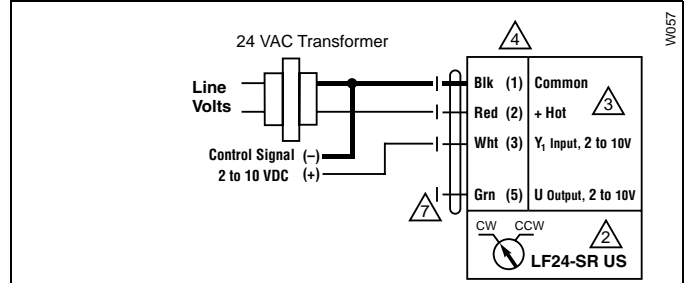 W057
24 VAC Transformer
4
Line
Volts
Blk (1) Common
Red (2) + Hot
3
Wht (3) Y₁ Input, 2 to 10V
Control Signal (–)
2 to 10 VDC (+)
Grn (5) U Output, 2 to 10V
7
CW CCW
2
LF24-SR US